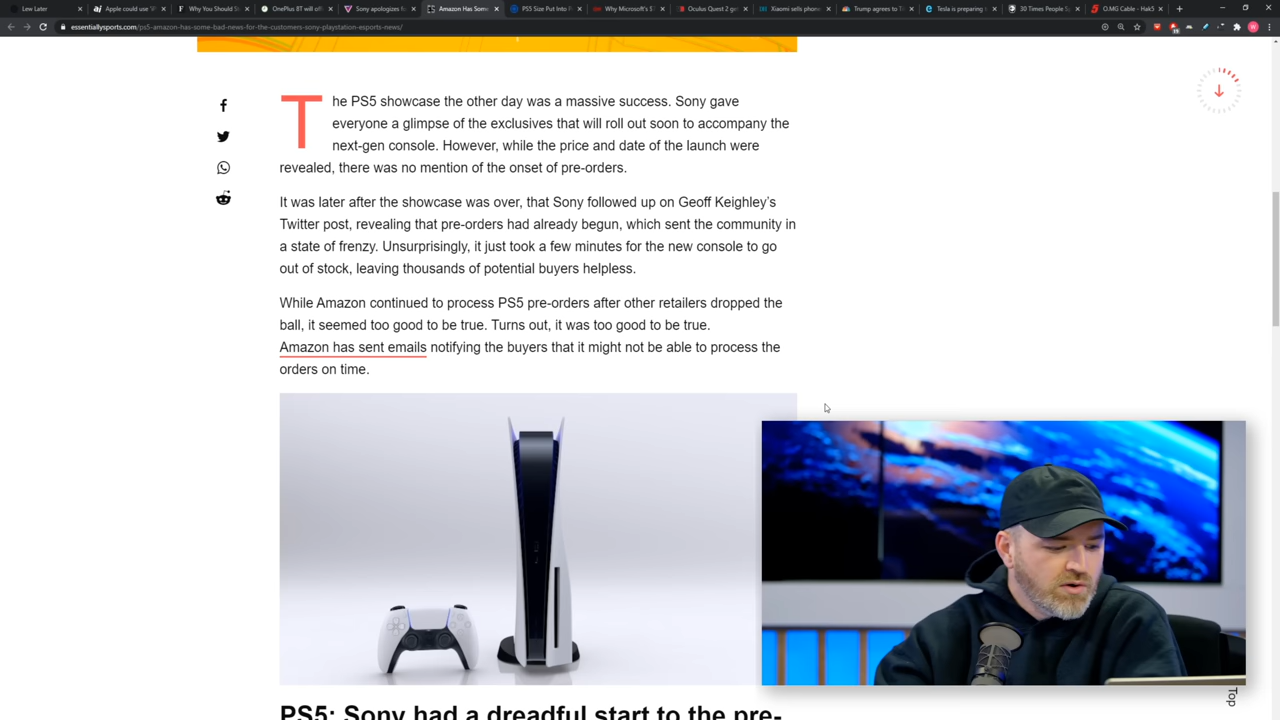 Lew Later
Apple could use 'iP
Why You Should St
OnePlus 8T will off
Sony apologizes fo
Amazon Has Some
PS5 Size Put Into P
Why Microsoft's $7
Oculus Quest 2 get
Xiaomi sells phone
Trump agrees to Ti
Tesla is preparing t
30 Times People S
O.MG Cable - Hak5
essentiallysports.com/ps5-amazon-has-some-bad-news-for-the-customers-sony-playstation-esports-news/
The PS5 showcase the other day was a massive success. Sony gave
everyone a glimpse of the exclusives that will roll out soon to accompany the
next-gen console. However, while the price and date of the launch were
revealed, there was no mention of the onset of pre-orders.
It was later after the showcase was over, that Sony followed up on Geoff Keighley's
Twitter post, revealing that pre-orders had already begun, which sent the community in
a state of frenzy. Unsurprisingly, it just took a few minutes for the new console to go
out of stock, leaving thousands of potential buyers helpless.
While Amazon continued to process PS5 pre-orders after other retailers dropped the
ball, it seemed too good to be true. Turns out, it was too good to be true.
Amazon has sent emails notifying the buyers that it might not be able to process the
orders on time.
PS5: Sony had a dreadful start to the pre-
Top